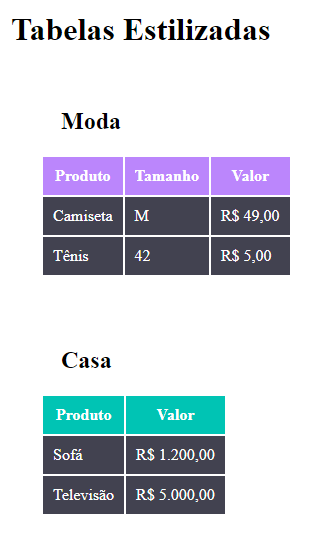 Tabelas Estilizadas
Moda
Produto Tamanho Valor
Camiseta M R$ 49,00
Tênis 42 R$ 5,00
Casa
Produto Valor
Sofá R$ 1.200,00
Televisão R$ 5.000,00